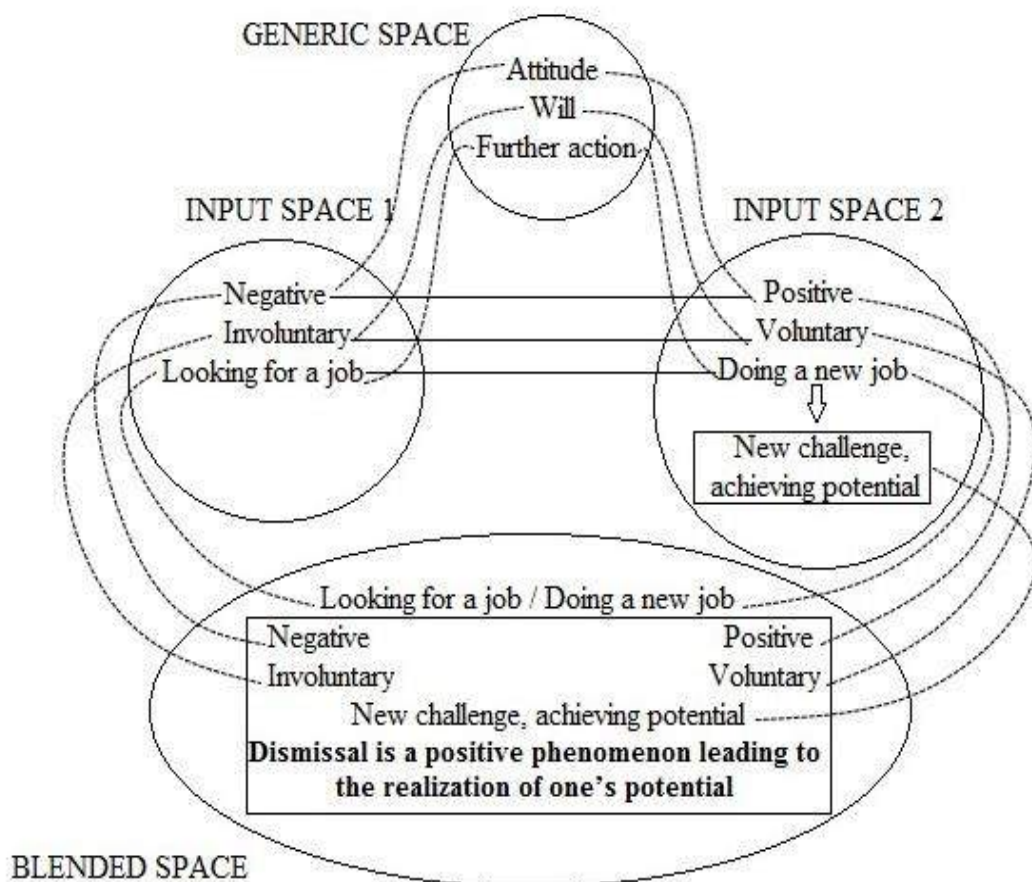 GENERIC SPACE
Attitude
Will
Further action
INPUT SPACE 1
INPUT SPACE 2
Negative
Involuntary
Looking for a job
Positive
Voluntary
Doing a new job
New challenge,
achieving potential
Looking for a job / Doing a new job
Negative
Positive
Involuntary
Voluntary
New challenge, achieving potential
Dismissal is a positive phenomenon leading to
the realization of one's potential
BLENDED SPACE